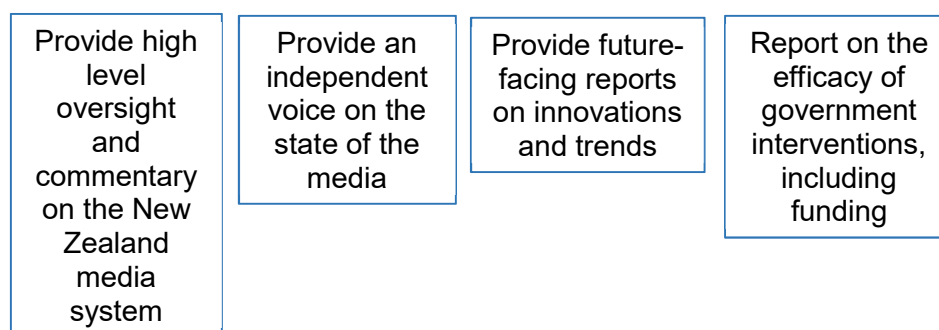 Provide high
level
oversight
and
commentary
on the New
Zealand
media
system
Provide an
independent
voice on the
state of the
media
Provide future-
facing reports
on innovations
and trends
Report on the
efficacy of
government
interventions,
including
funding